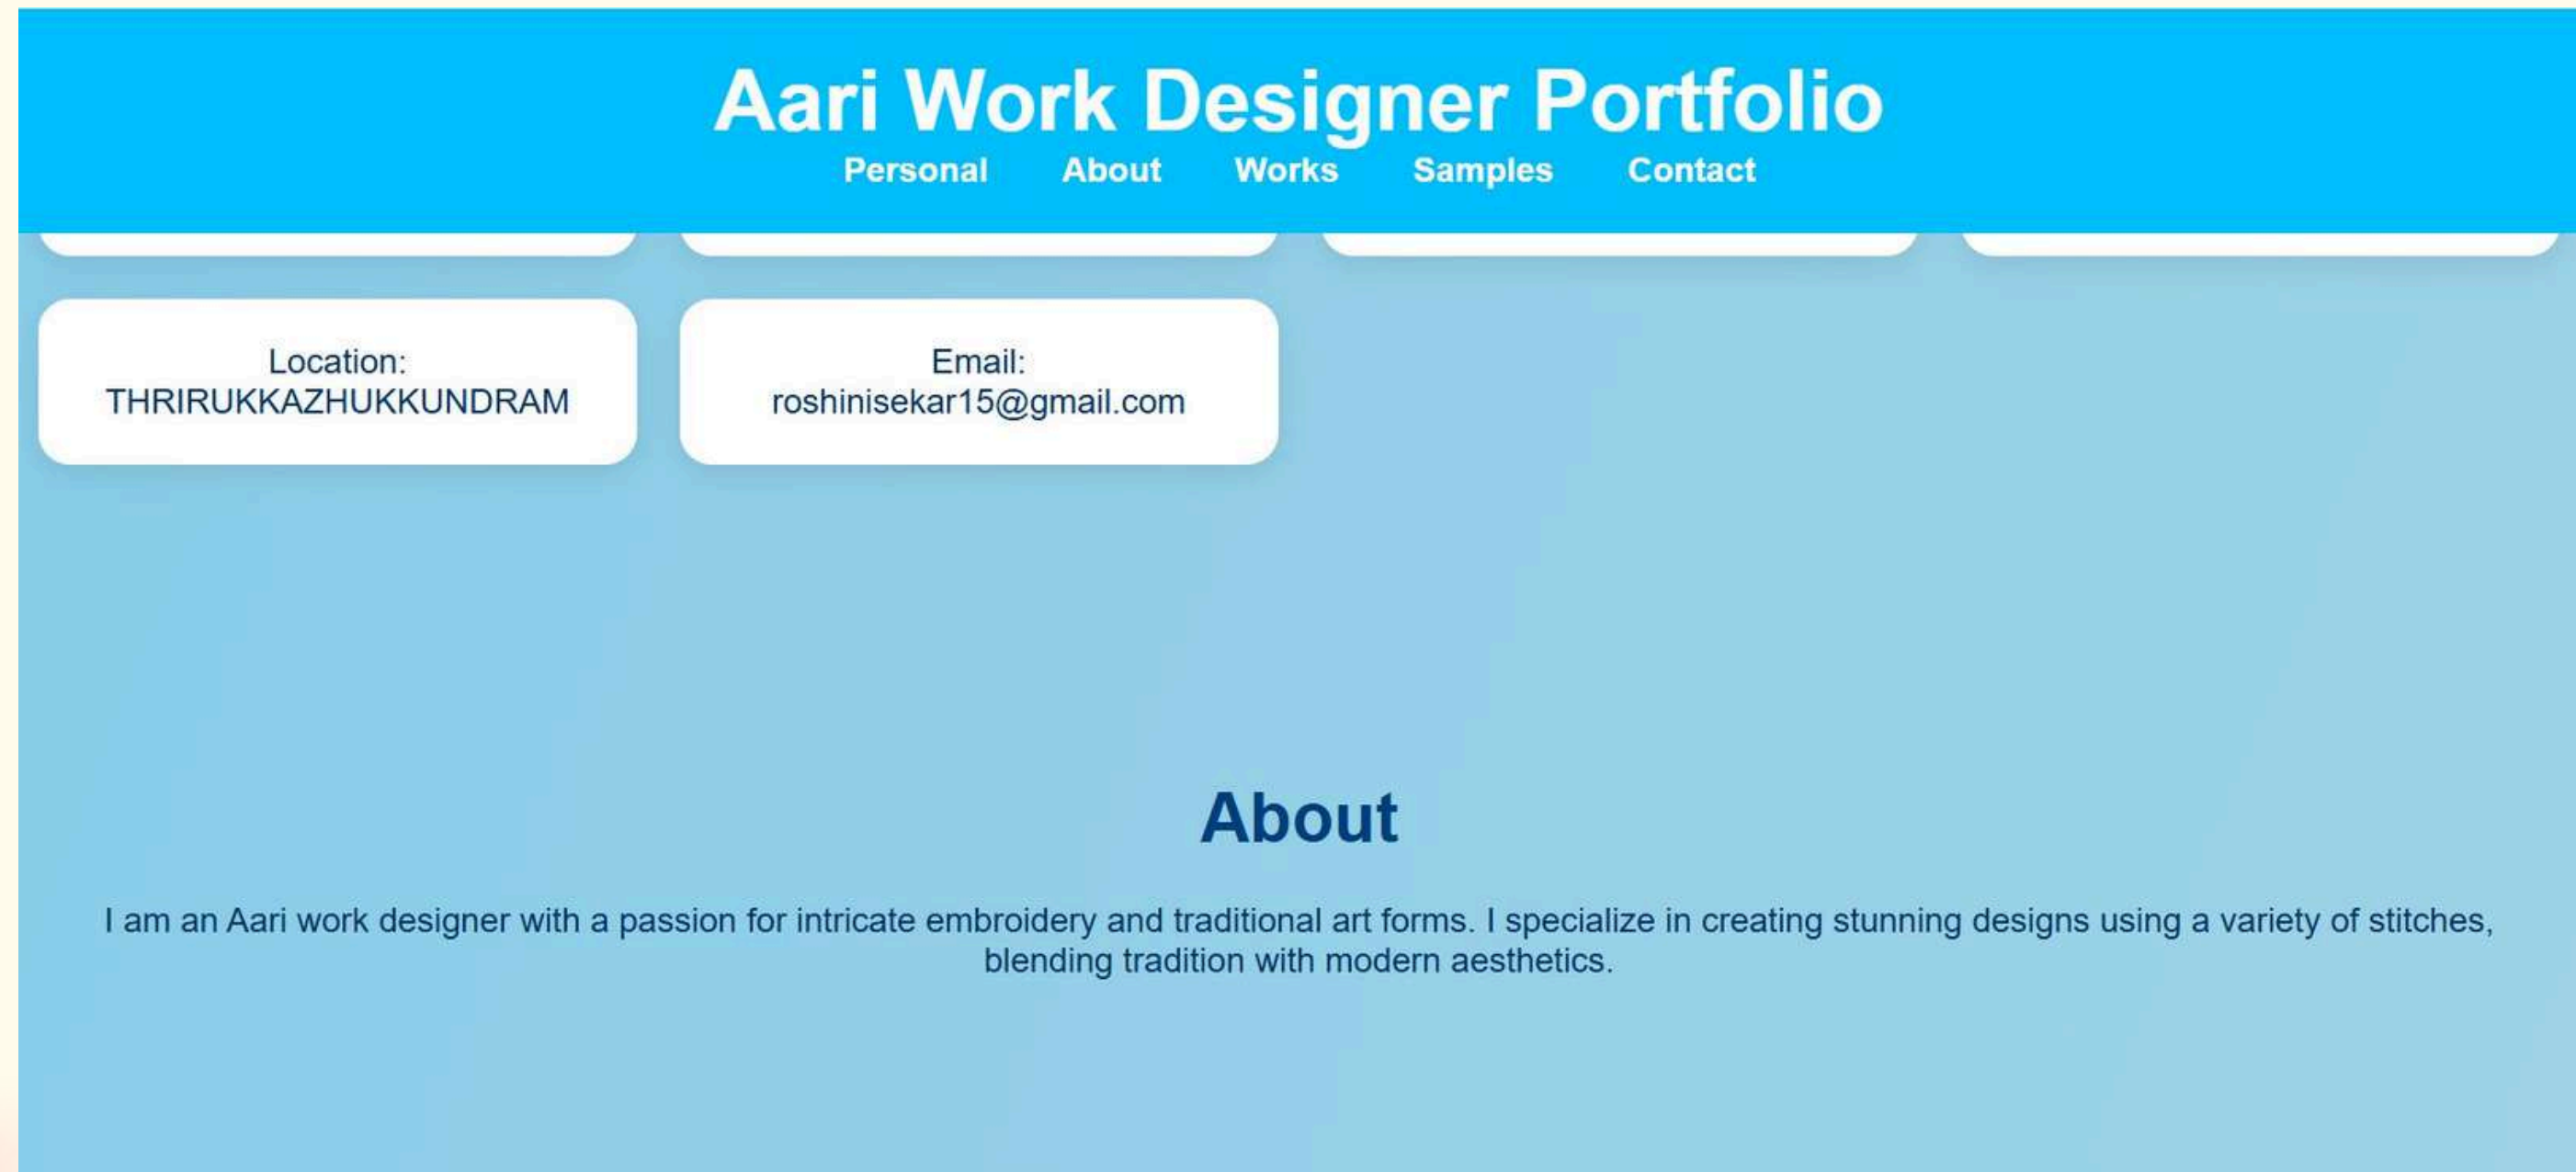 Aari Work Designer Portfolio
Personal About Works Samples Contact
Location:
THRIRUKKAZHUKKUNDRAM
Email:
roshinisekar15@gmail.com
About
I am an Aari work designer with a passion for intricate embroidery and traditional art forms. I specialize in creating stunning designs using a variety of stitches,
blending tradition with modern aesthetics.